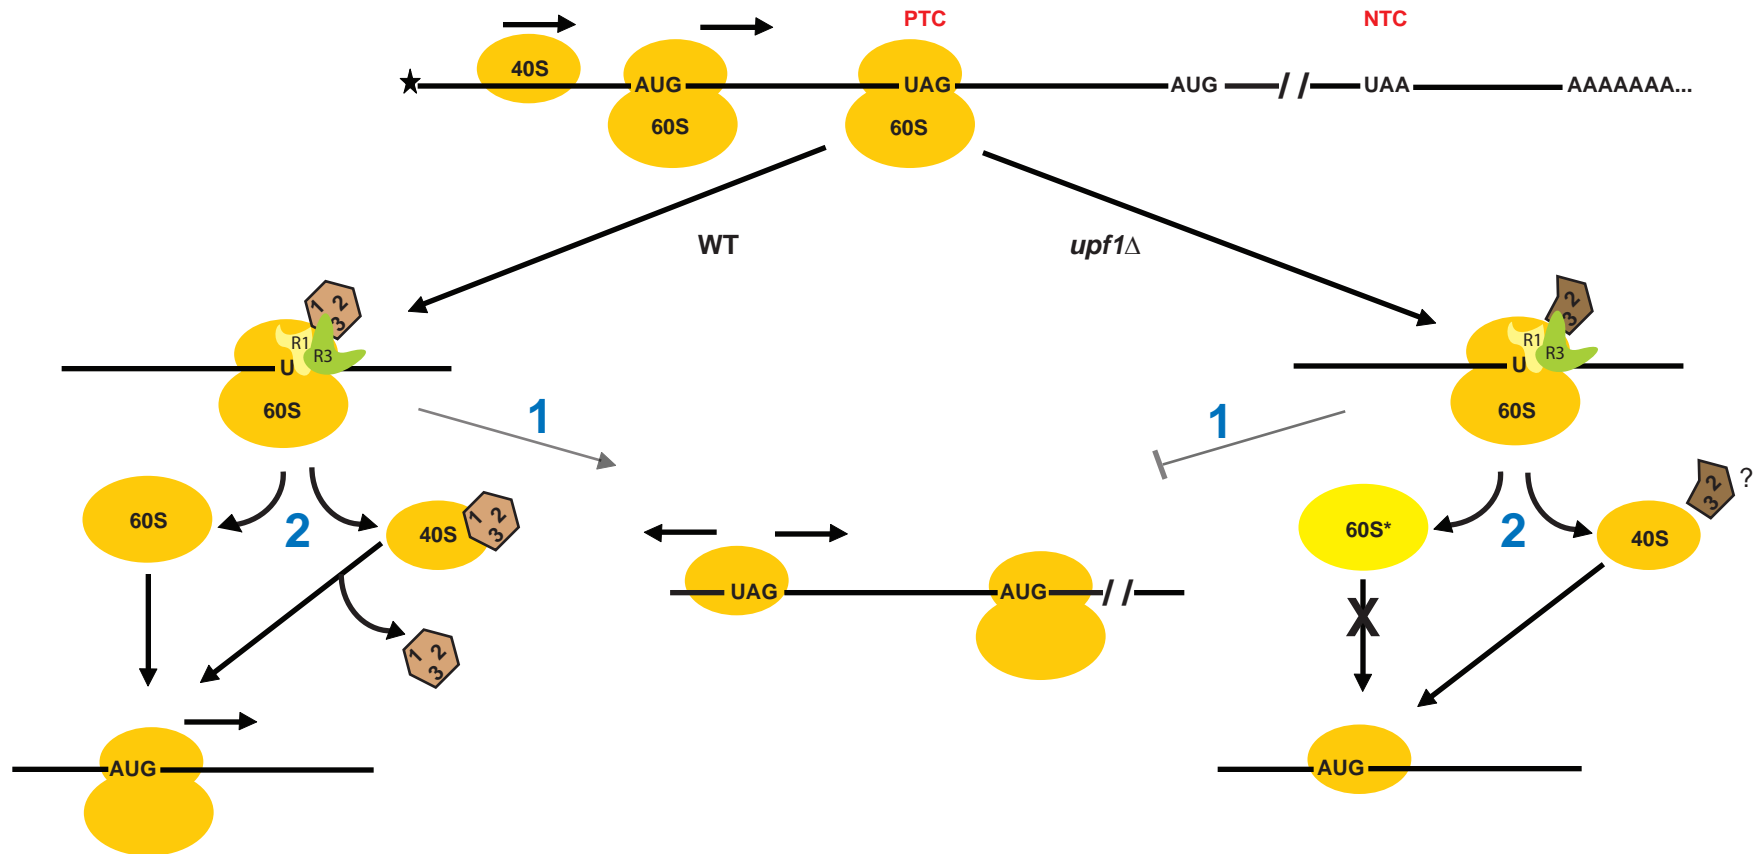 PTC NTC
40S AUG UAG AUG // UAA AAAAAAA...
60S 60S
WT upf1Δ
1 2 3
R1 R3
U
60S
2
3
R1 R3
U
60S
1
1
60S
2
40S 1 2 3
1 2 3
UAG AUG //
60S*
2
40S
2 3 ?
X
AUG
AUG